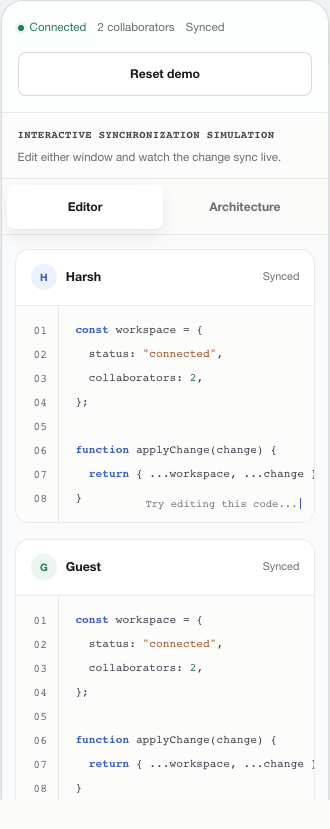 Connected 2 collaborators Synced
Reset demo
INTERACTIVE SYNCHRONIZATION SIMULATION
Edit either window and watch the change sync live.
Editor Architecture
H Harsh Synced
01 const workspace = {
02 status: "connected",
03 collaborators: 2,
04 };
05
06 function applyChange(change) {
07 return { ...workspace, ...change }
08 }
Try editing this code...
G Guest Synced
01 const workspace = {
02 status: "connected",
03 collaborators: 2,
04 };
05
06 function applyChange(change) {
07 return { ...workspace, ...change }
08 }